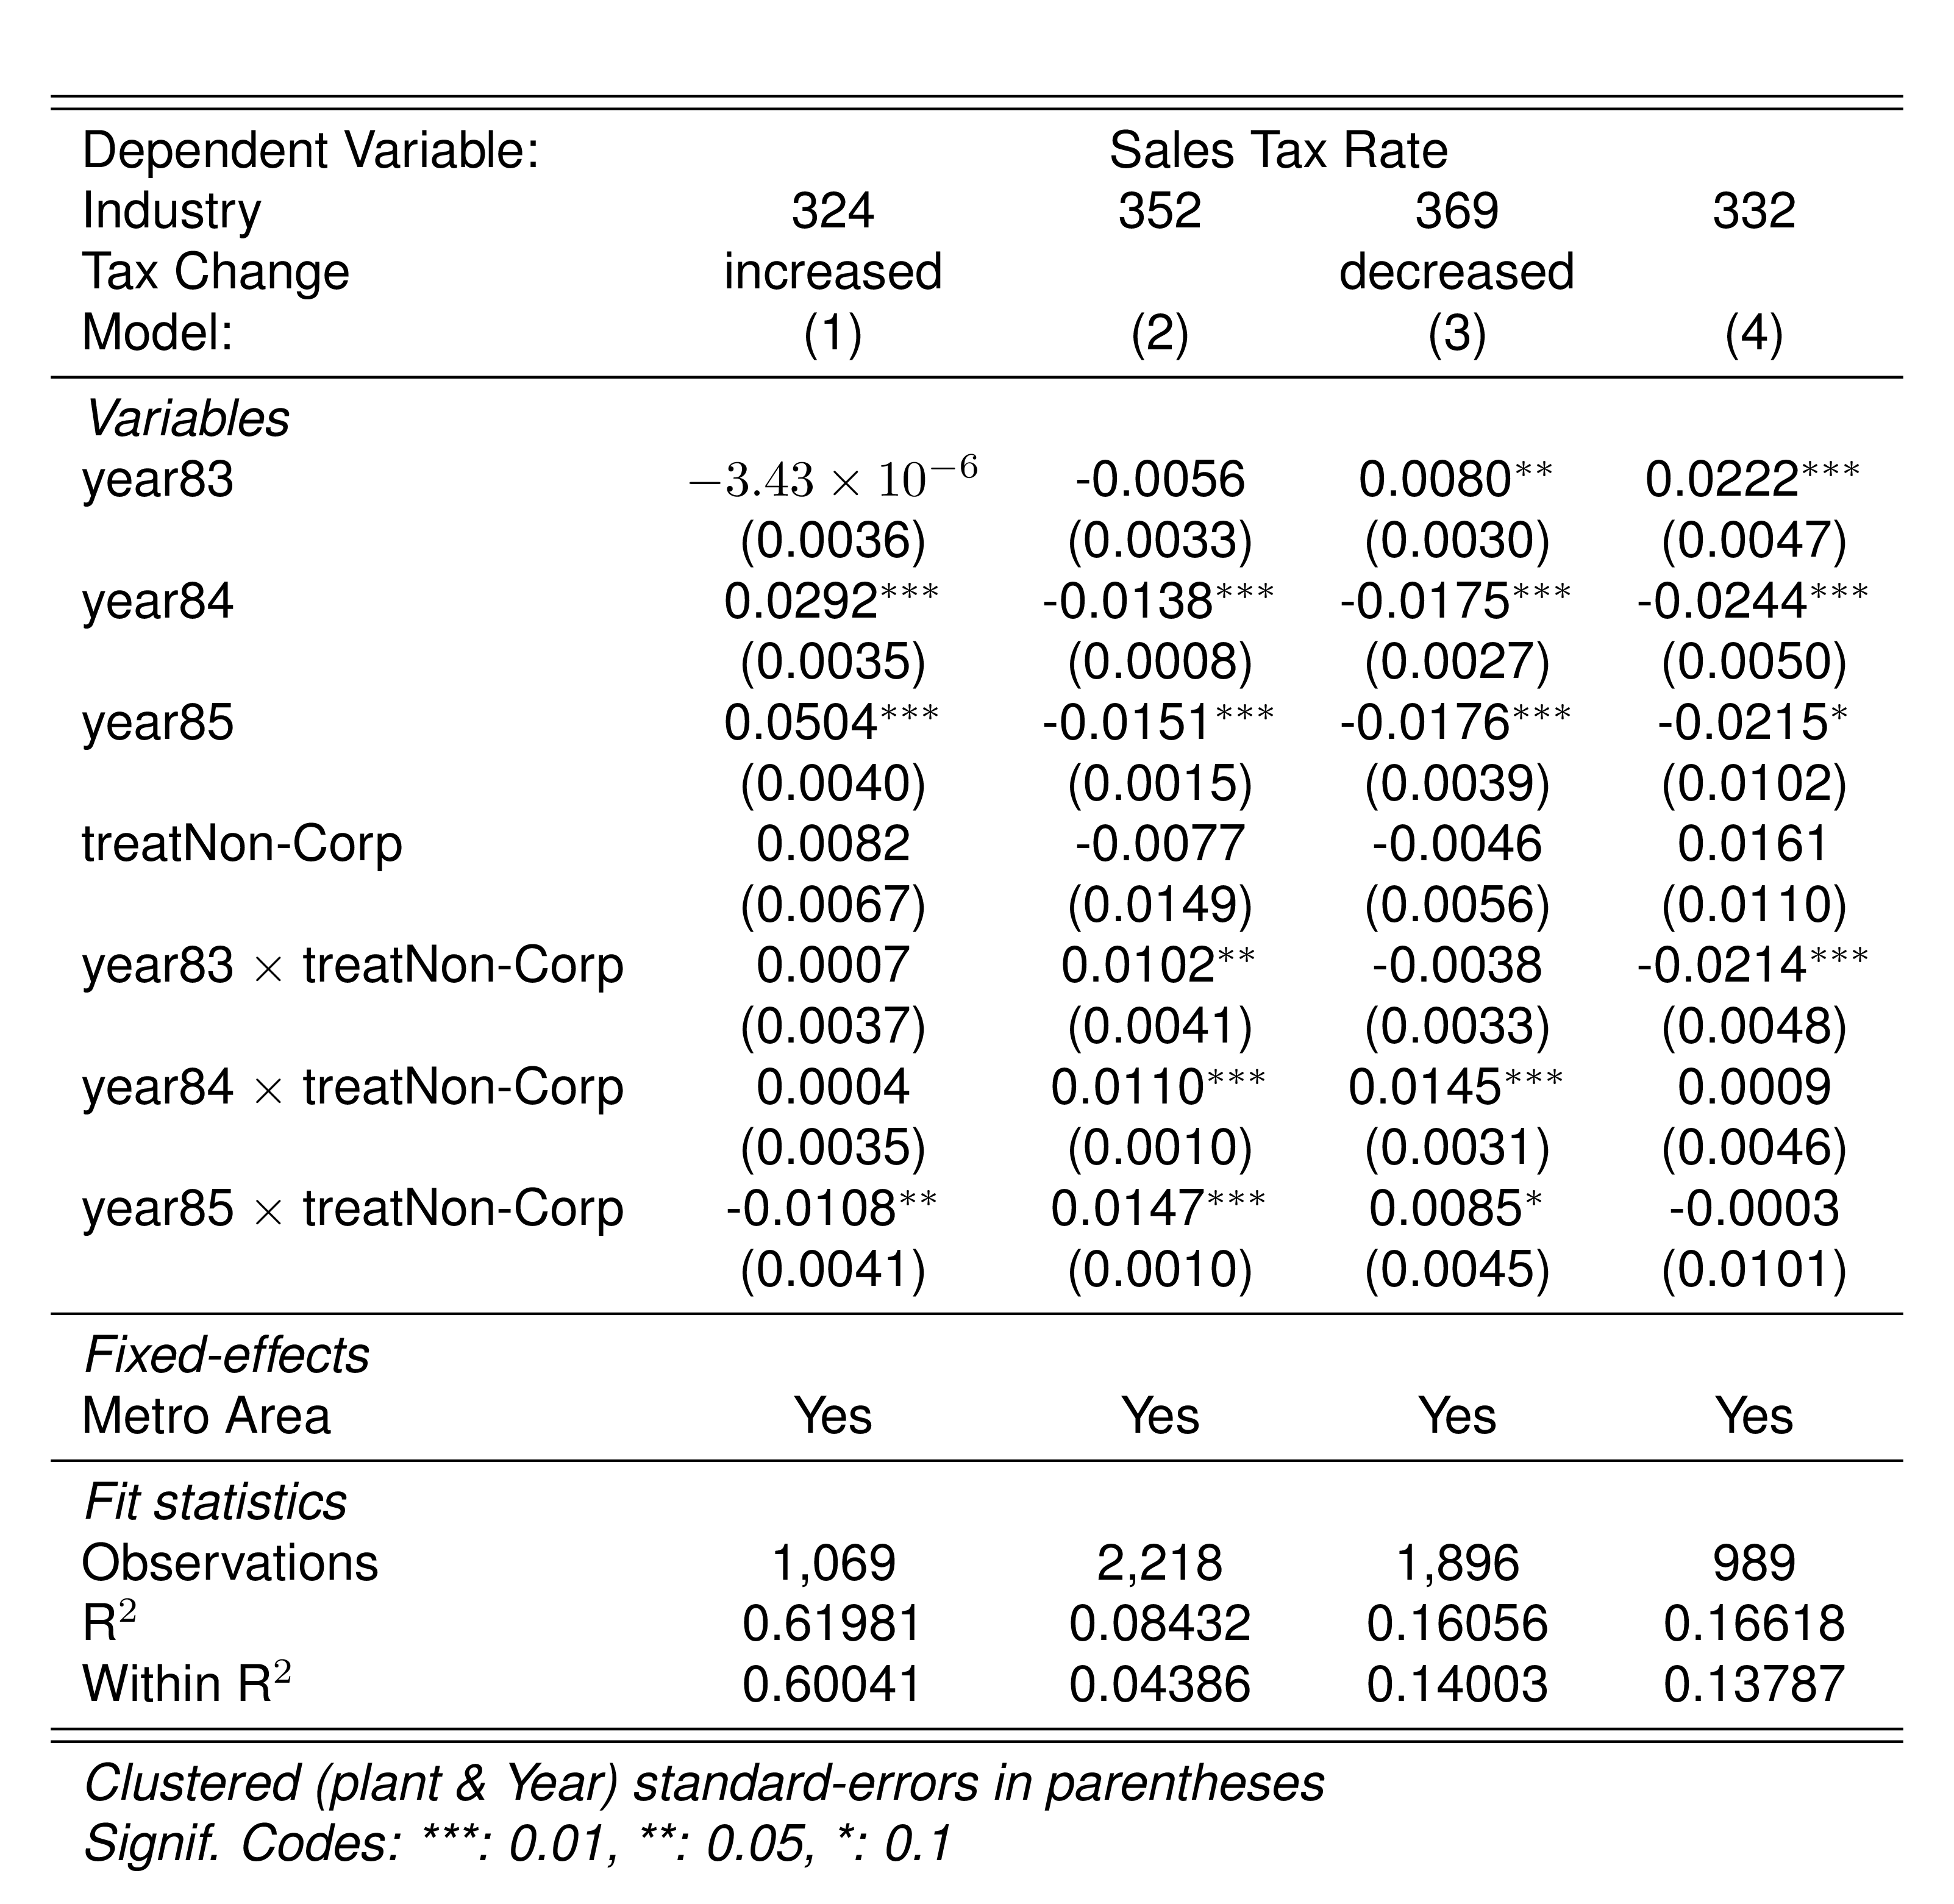 Dependent Variable: Sales Tax Rate
Industry 324 352 369 332
Tax Change increased decreased
Model: (1) (2) (3) (4)
Variables
year83 −3.43 × 10⁻⁶ -0.0056 0.0080** 0.0222***
(0.0036) (0.0033) (0.0030) (0.0047)
year84 0.0292*** -0.0138*** -0.0175*** -0.0244***
(0.0035) (0.0008) (0.0027) (0.0050)
year85 0.0504*** -0.0151*** -0.0176*** -0.0215*
(0.0040) (0.0015) (0.0039) (0.0102)
treatNon-Corp 0.0082 -0.0077 -0.0046 0.0161
(0.0067) (0.0149) (0.0056) (0.0110)
year83 × treatNon-Corp 0.0007 0.0102** -0.0038 -0.0214***
(0.0037) (0.0041) (0.0033) (0.0048)
year84 × treatNon-Corp 0.0004 0.0110*** 0.0145*** 0.0009
(0.0035) (0.0010) (0.0031) (0.0046)
year85 × treatNon-Corp -0.0108** 0.0147*** 0.0085* -0.0003
(0.0041) (0.0010) (0.0045) (0.0101)
Fixed-effects
Metro Area Yes Yes Yes Yes
Fit statistics
Observations 1,069 2,218 1,896 989
R² 0.61981 0.08432 0.16056 0.16618
Within R² 0.60041 0.04386 0.14003 0.13787
Clustered (plant & Year) standard-errors in parentheses
Signif. Codes: ***: 0.01, **: 0.05, *: 0.1